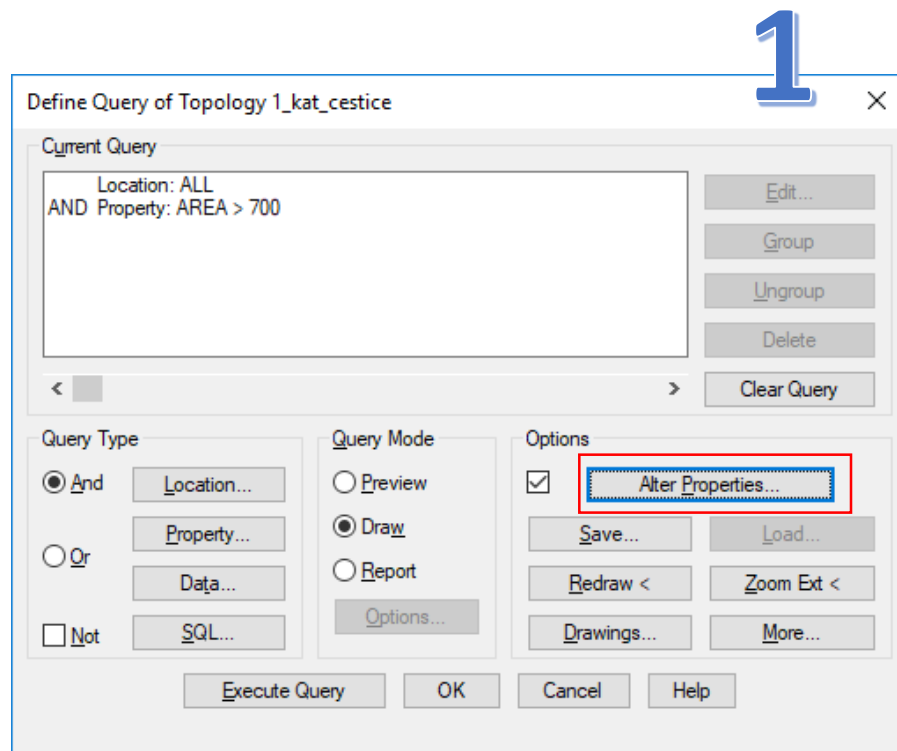 1
Define Query of Topology 1_kat_cestice
Current Query
Location: ALL
AND Property: AREA > 700
Edit...
Group
Ungroup
Delete
Clear Query
Query Type
And
Or
Not
Location...
Property...
Data...
SQL...
Query Mode
Preview
Draw
Report
Options...
Options
Alter Properties...
Save...
Load...
Redraw <
Zoom Ext <
Drawings...
More...
Execute Query
OK
Cancel
Help